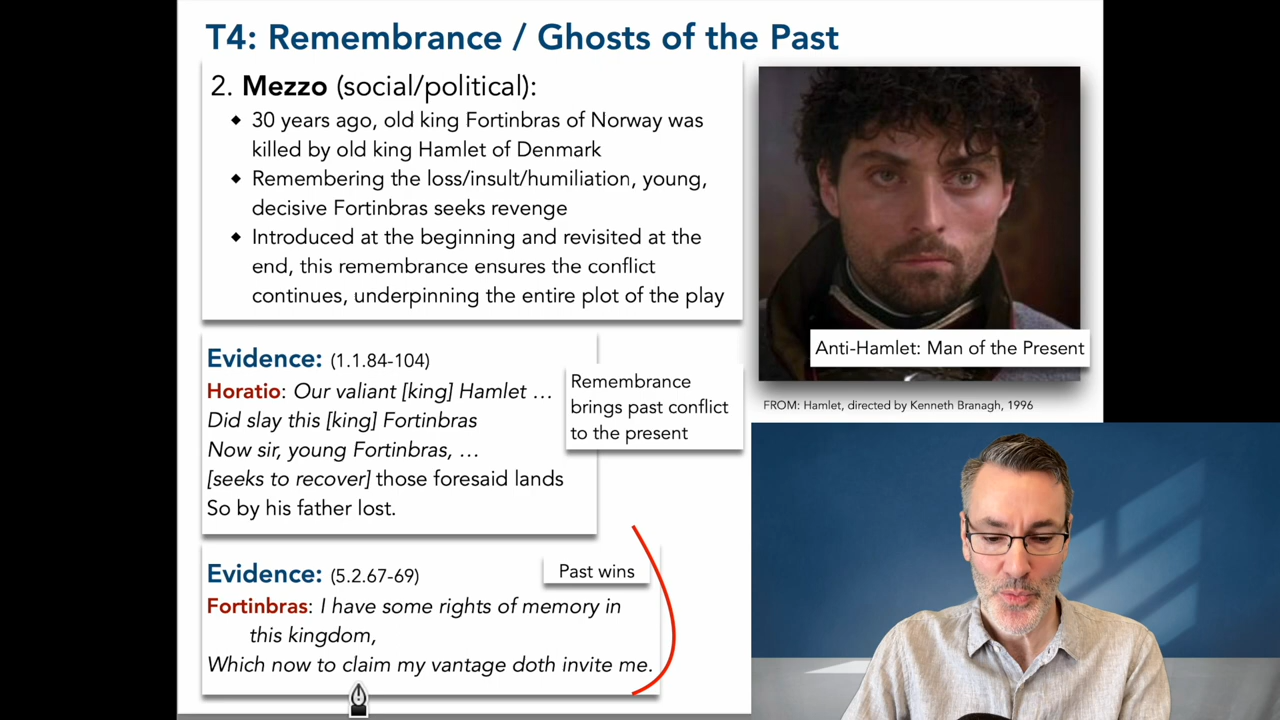 T4: Remembrance / Ghosts of the Past
2. Mezzo (social/political):
◆ 30 years ago, old king Fortinbras of Norway was
killed by old king Hamlet of Denmark
◆ Remembering the loss/insult/humiliation, young,
decisive Fortinbras seeks revenge
◆ Introduced at the beginning and revisited at the
end, this remembrance ensures the conflict
continues, underpinning the entire plot of the play
Anti-Hamlet: Man of the Present
FROM: Hamlet, directed by Kenneth Branagh, 1996
Evidence: (1.1.84-104)
Horatio: Our valiant [king] Hamlet …
Did slay this [king] Fortinbras
Now sir, young Fortinbras, …
[seeks to recover] those foresaid lands
So by his father lost.
Remembrance
brings past conflict
to the present
Evidence: (5.2.67-69)
Past wins
Fortinbras: I have some rights of memory in
this kingdom,
Which now to claim my vantage doth invite me.